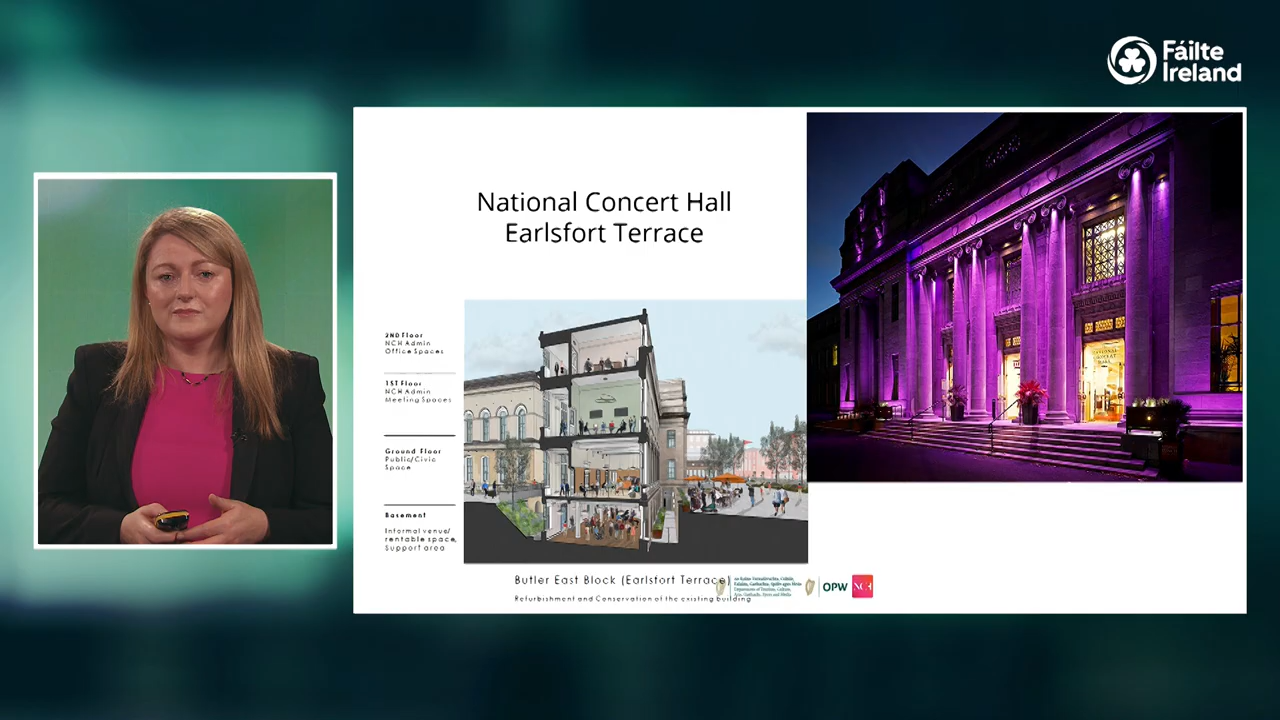 Fáilte
Ireland
National Concert Hall
Earlsfort Terrace
2ND Floor
NCH Admin
Office Spaces
1ST Floor
NCH Admin
Meeting Spaces
Ground Floor
Public/Civic
Space
Basement
Informal venue/
rentable space,
Support area
Butler East Block (Earlsfort Terrace)
Refurbishment and Conservation of the existing building
OPW
NCH